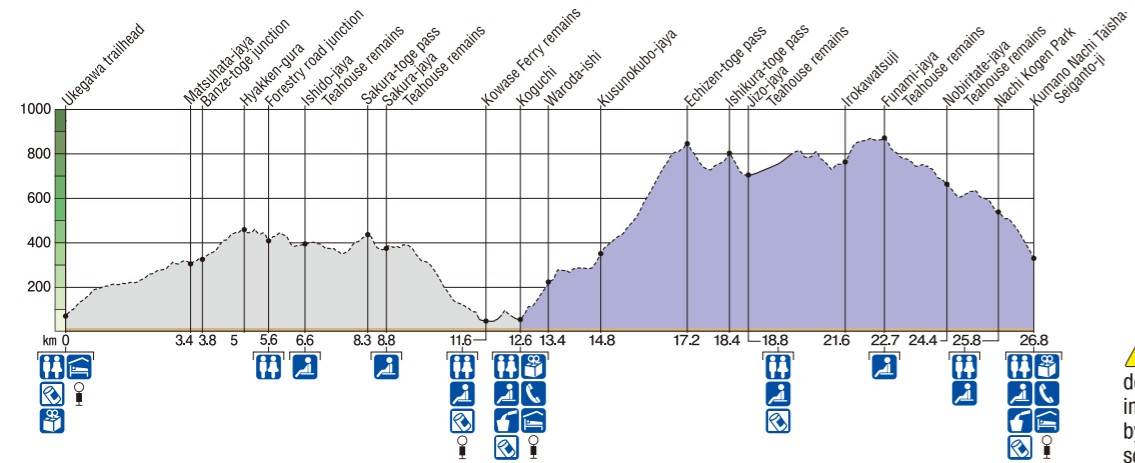 Ukegawa trailhead
Matsuhata-jaya
Banze-toge junction
Hyakken-gura
Forestry road junction
Ishido-jaya
Teahouse remains
Sakura-toge pass
Sakura-jaya
Teahouse remains
Kowase Ferry remains
Koguchi
Waroda-ishi
Kusunokubo-jaya
Echizen-toge pass
Ishikura-toge pass
Jizo-jaya
Teahouse remains
Irokawatsuji
Funami-jaya
Teahouse remains
Nobiritate-jaya
Teahouse remains
Nachi Kogen Park
Kumano Nachi Taisha-
Seiganto-ji
1000
800
600
400
200
km 0 3.4 3.8 5 5.6 6.6 8.3 8.8 11.6 12.6 13.4 14.8 17.2 18.4 18.8 21.6 22.7 24.4 25.8 26.8
de
in
by